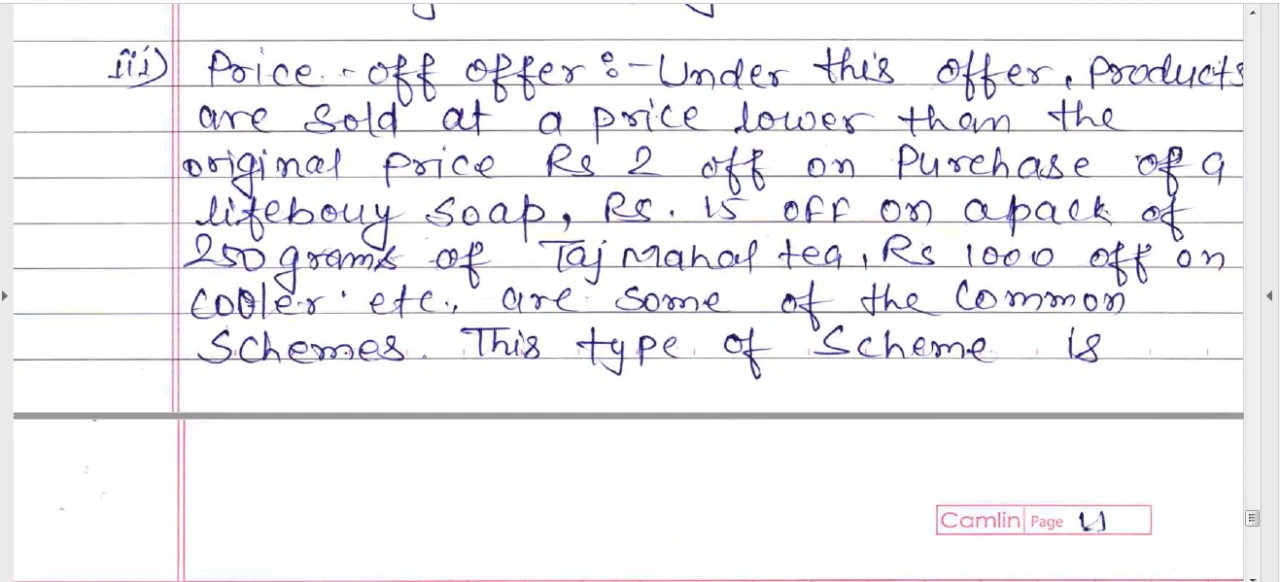 iii) Price - off offer :- Under this offer, products
are Sold at a price lower than the
original price Rs 2 off on Purchase of a
lifebouy soap, Rs. 15 off on a pack of
250 grams of Taj Mahal tea, Rs 1000 off on
cooler etc., are some of the Common
Schemes. This type of Scheme is
Camlin Page 4